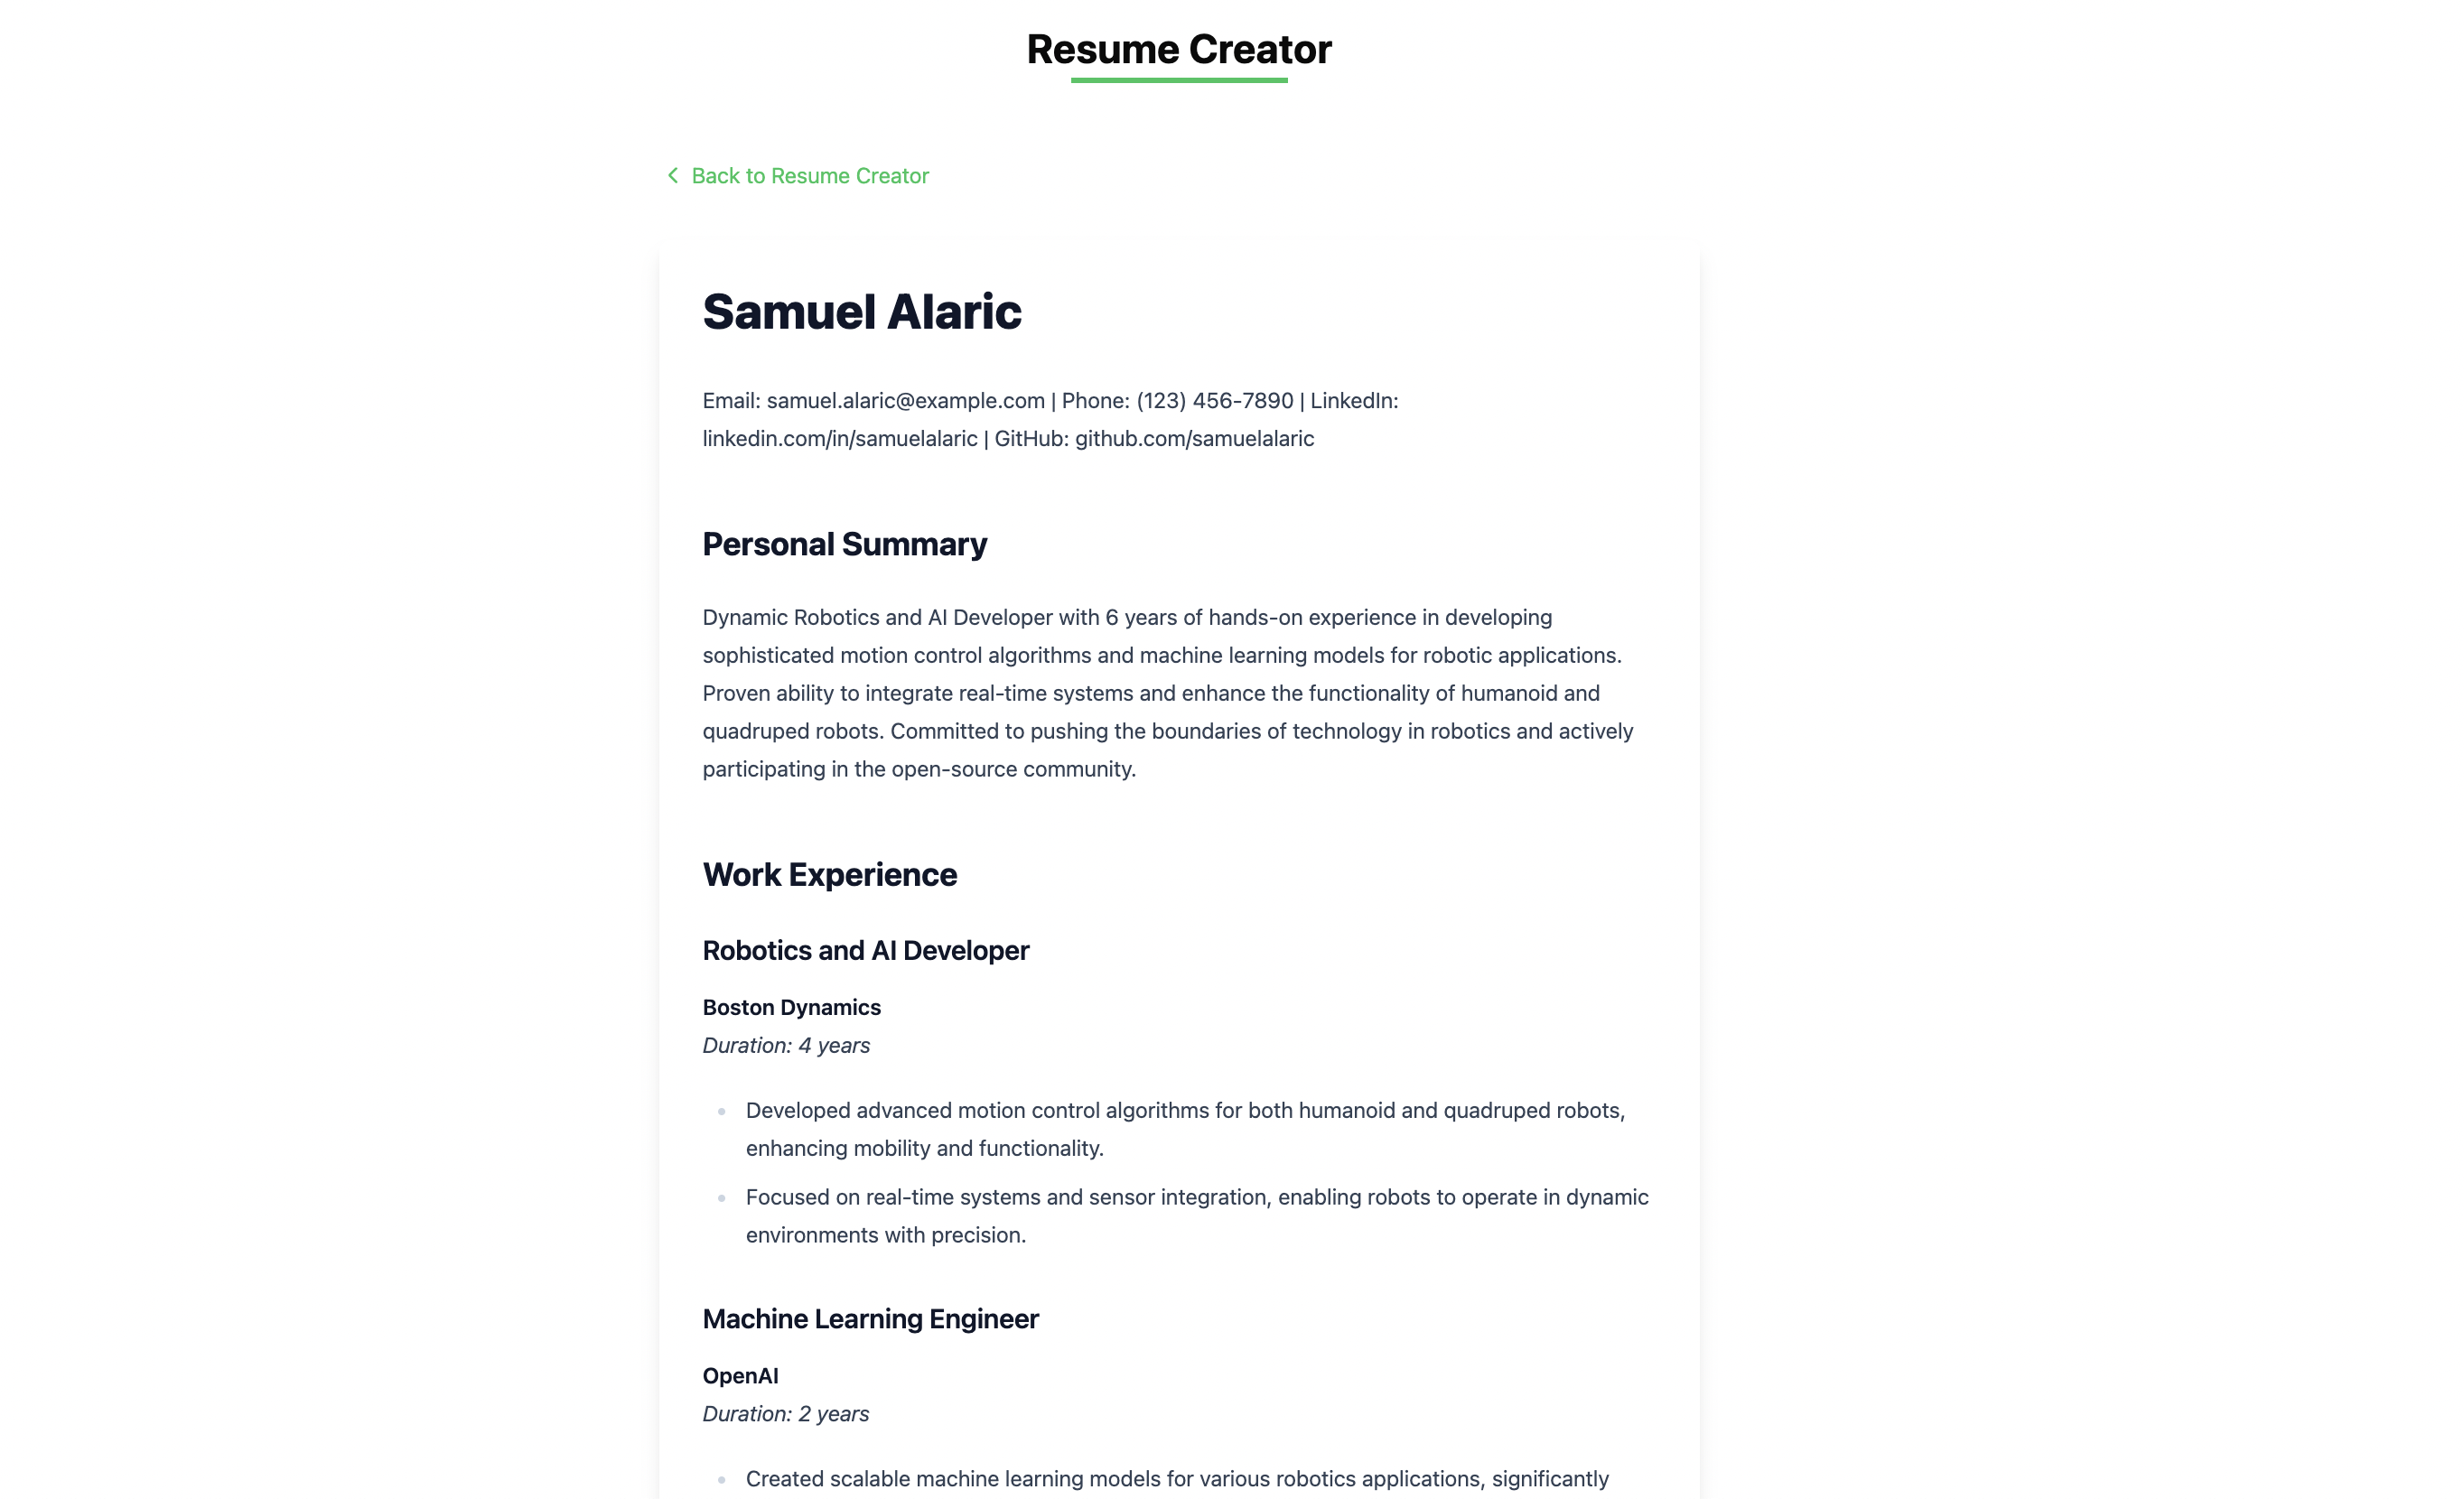 Resume Creator
Back to Resume Creator
Samuel Alaric
Email: samuel.alaric@example.com | Phone: (123) 456-7890 | LinkedIn:
linkedin.com/in/samuelalaric | GitHub: github.com/samuelalaric
Personal Summary
Dynamic Robotics and AI Developer with 6 years of hands-on experience in developing
sophisticated motion control algorithms and machine learning models for robotic applications.
Proven ability to integrate real-time systems and enhance the functionality of humanoid and
quadruped robots. Committed to pushing the boundaries of technology in robotics and actively
participating in the open-source community.
Work Experience
Robotics and AI Developer
Boston Dynamics
Duration: 4 years
Developed advanced motion control algorithms for both humanoid and quadruped robots,
enhancing mobility and functionality.
Focused on real-time systems and sensor integration, enabling robots to operate in dynamic
environments with precision.
Machine Learning Engineer
OpenAI
Duration: 2 years
Created scalable machine learning models for various robotics applications, significantly